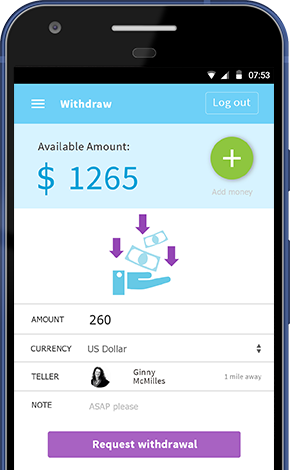 07:53
Withdraw Log out
Available Amount:
$ 1265
Add money
AMOUNT 260
CURRENCY US Dollar
TELLER Ginny
McMilles 1 mile away
NOTE ASAP please
Request withdrawal